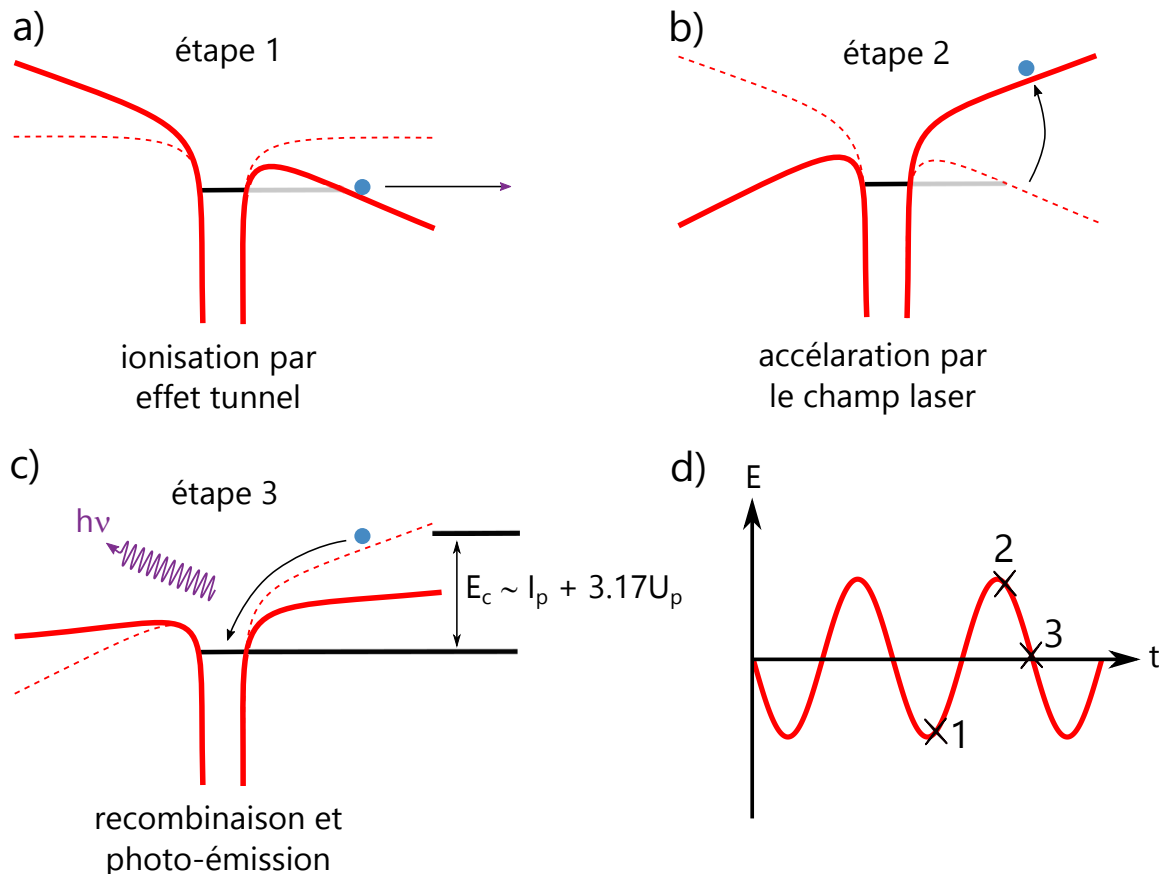 a)
étape 1
ionisation par
effet tunnel
b)
étape 2
accélaration par
le champ laser
c)
étape 3
hν
E_c ~ I_p + 3.17U_p
recombinaison et
photo-émission
d)
E
2
3
t
1